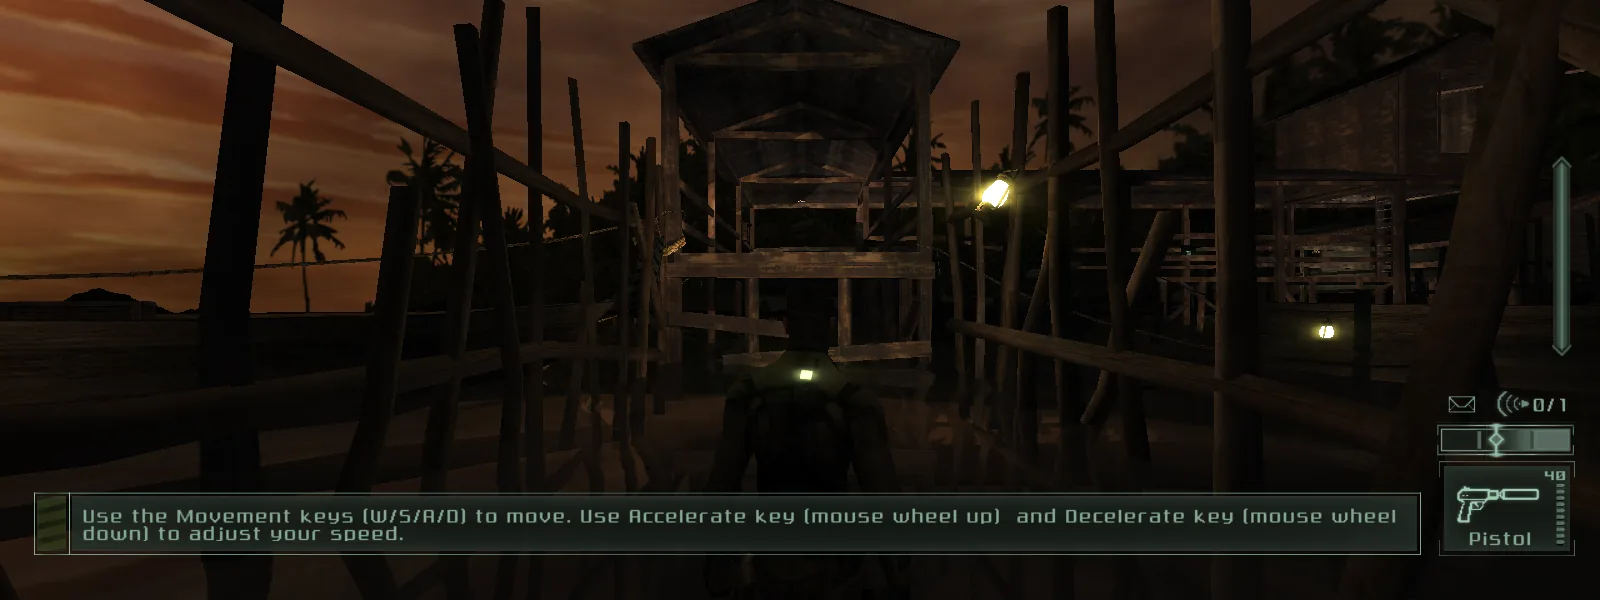 0/1
40
Pistol
Use the Movement keys (W/S/A/D) to move. Use Accelerate key (mouse wheel up)  and Decelerate key (mouse wheel
down) to adjust your speed.